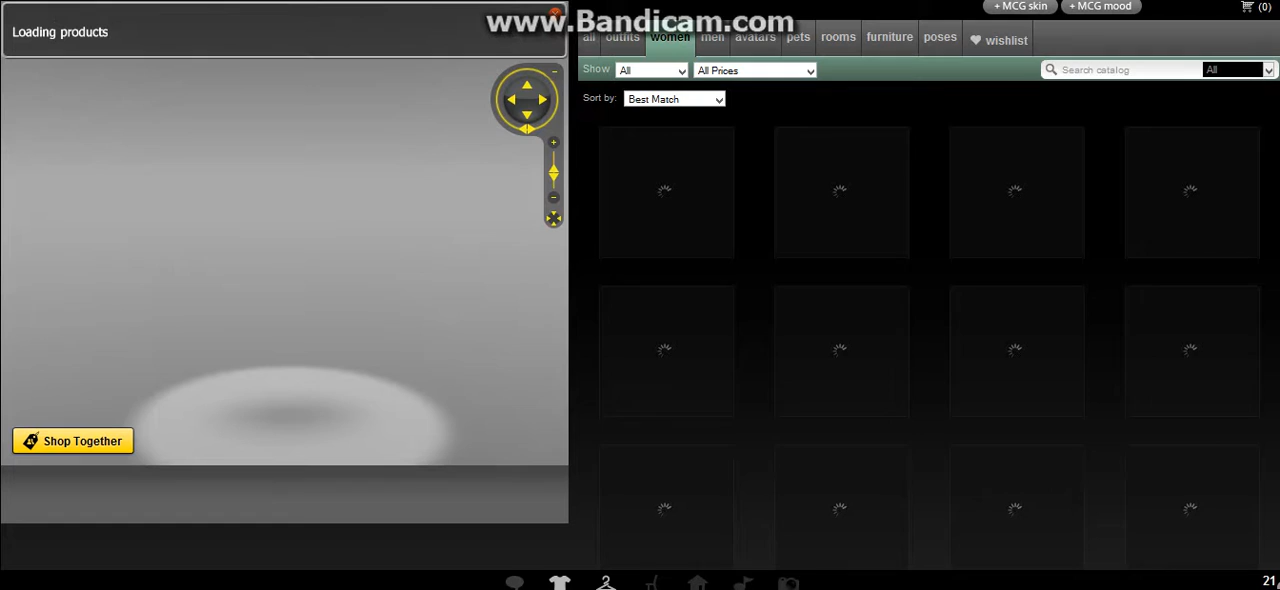 www.Bandicam.com
+ MCG skin + MCG mood (0)
Loading products
all outfits women men avatars pets rooms furniture poses wishlist
Show All All Prices Search catalog All
Sort by: Best Match
Shop Together
21